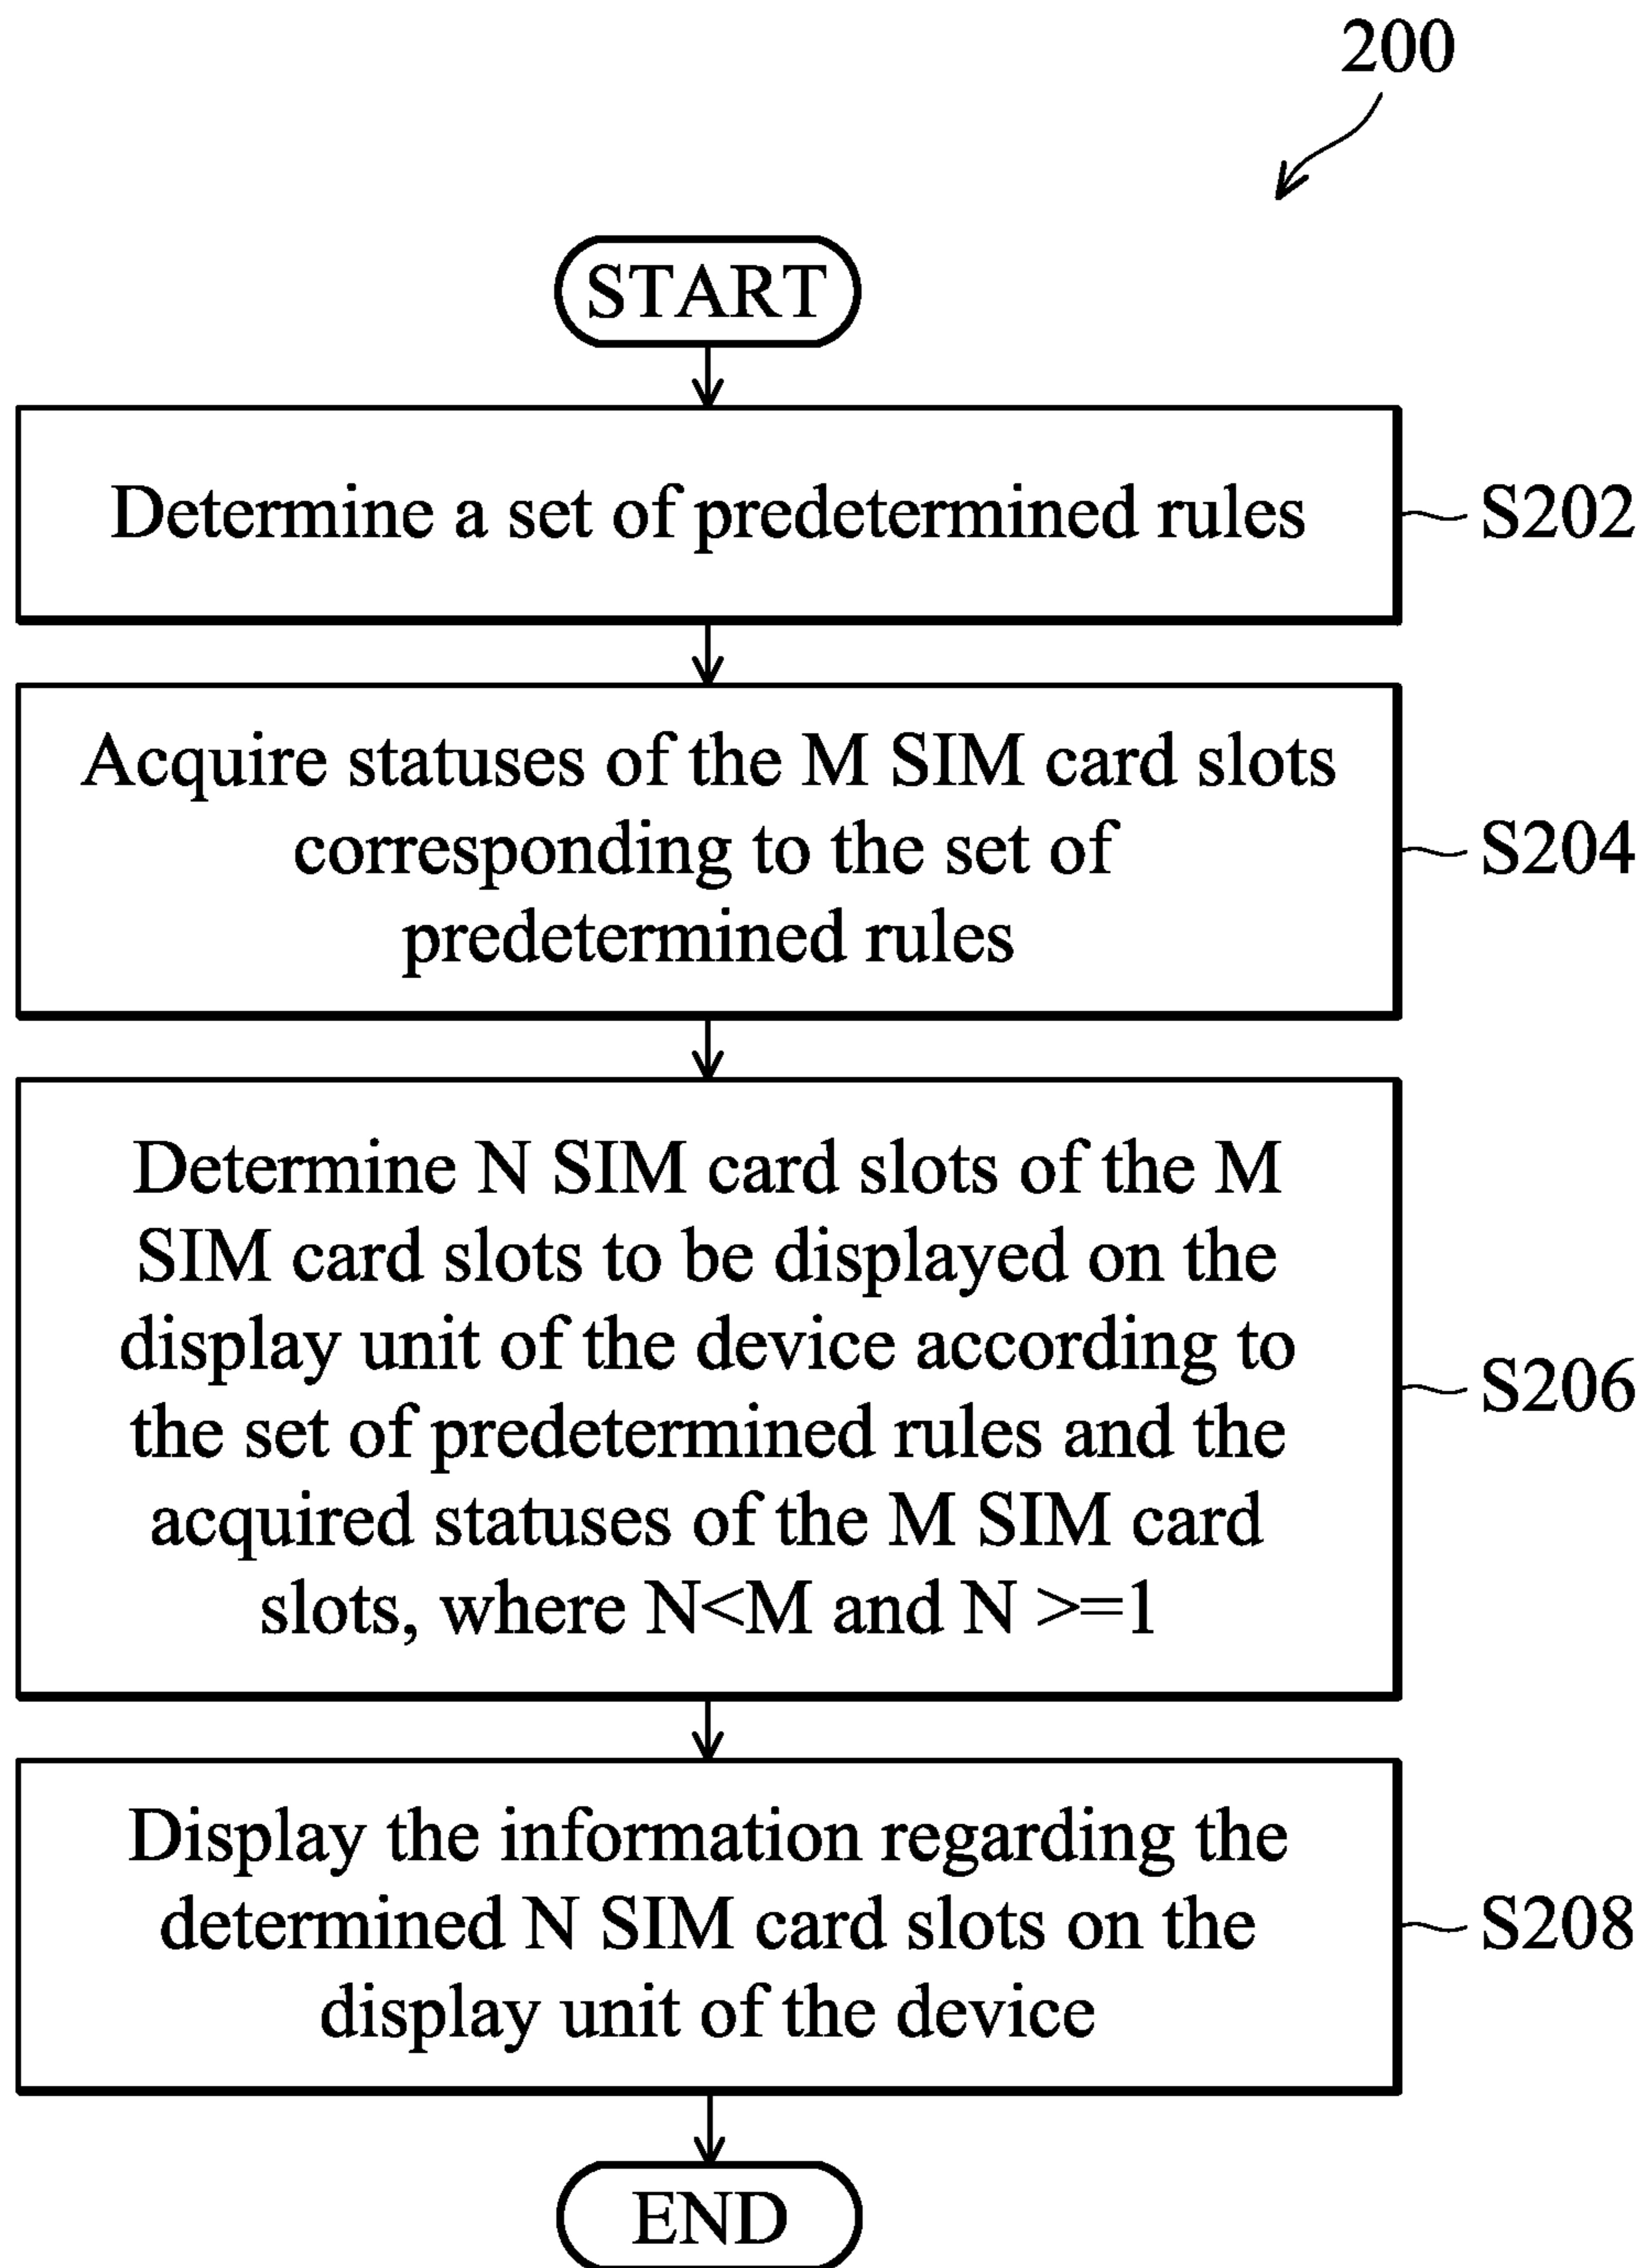 200
START
Determine a set of predetermined rules
S202
Acquire statuses of the M SIM card slots
corresponding to the set of
predetermined rules
S204
Determine N SIM card slots of the M
SIM card slots to be displayed on the
display unit of the device according to
the set of predetermined rules and the
acquired statuses of the M SIM card
slots, where N<M and N >=1
S206
Display the information regarding the
determined N SIM card slots on the
display unit of the device
S208
END